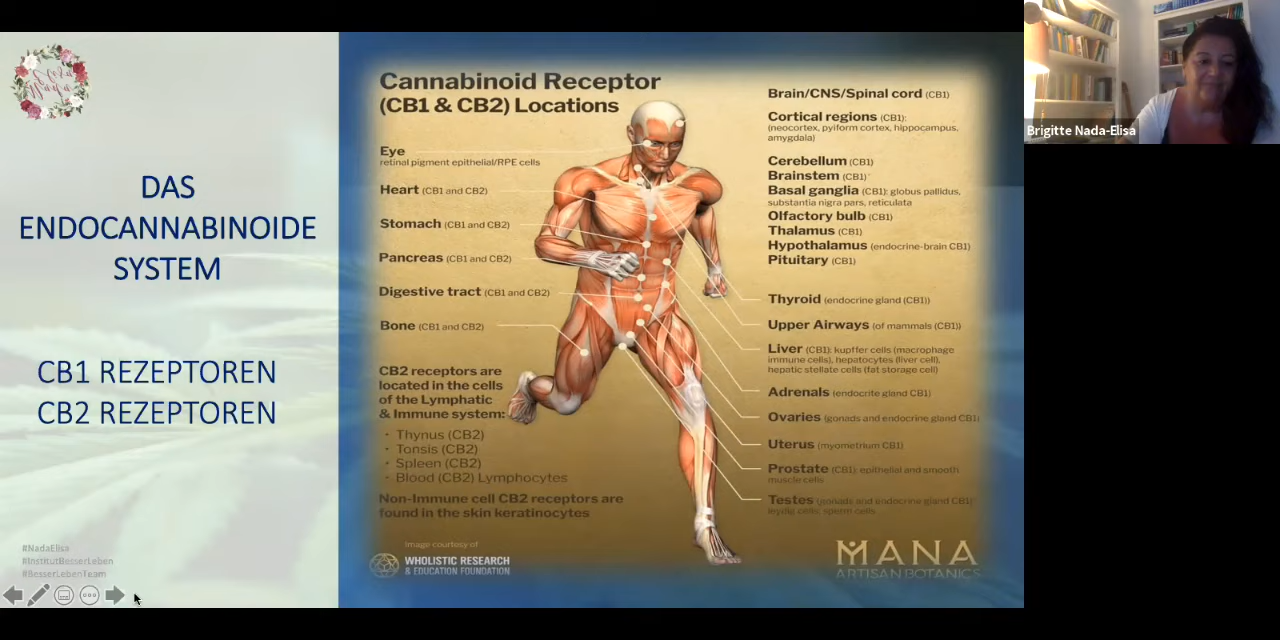 DAS
ENDOCANNABINOIDE
SYSTEM
CB1 REZEPTOREN
CB2 REZEPTOREN
#NadaElisa
#InstitutBesserLeben
#BesserLebenTeam
Cannabinoid Receptor
(CB1 & CB2) Locations
Eye
retinal pigment epithelial/RPE cells
Heart (CB1 and CB2)
Stomach (CB1 and CB2)
Pancreas (CB1 and CB2)
Digestive tract (CB1 and CB2)
Bone (CB1 and CB2)
CB2 receptors are
located in the cells
of the Lymphatic
& Immune system:
· Thynus (CB2)
· Tonsis (CB2)
· Spleen (CB2)
· Blood (CB2) Lymphocytes
Non-Immune cell CB2 receptors are
found in the skin keratinocytes
Image courtesy of
WHOLISTIC RESEARCH
& EDUCATION FOUNDATION
Brain/CNS/Spinal cord (CB1)
Cortical regions (CB1):
(neocortex, pyiform cortex, hippocampus,
amygdala)
Cerebellum (CB1)
Brainstem (CB1)
Basal ganglia (CB1): globus pallidus,
substantia nigra pars, reticulata
Olfactory bulb (CB1)
Thalamus (CB1)
Hypothalamus (endocrine-brain CB1)
Pituitary (CB1)
Thyroid (endocrine gland (CB1))
Upper Airways (of mammals (CB1))
Liver (CB1): kupffer cells (macrophage
immune cells), hepatocytes (liver cell),
hepatic stellate cells (fat storage cell)
Adrenals (endocrite gland CB1)
Ovaries (gonads and endocrine gland CB1)
Uterus (myometrium CB1)
Prostate (CB1): epithelial and smooth
muscle cells
Testes (gonads and endocrine gland CB1)
leydig cells; sperm cells
MANA
ARTISAN BOTANICS
Brigitte Nada-Elisa